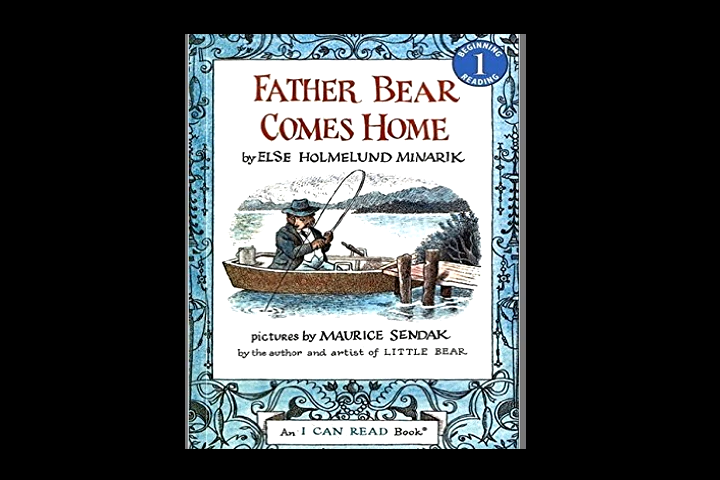 BEGINNING
1
READING
FATHER BEAR
COMES HOME
by ELSE HOLMELUND MINARIK
pictures by MAURICE SENDAK
by the author and artist of LITTLE BEAR
An I CAN READ Book®